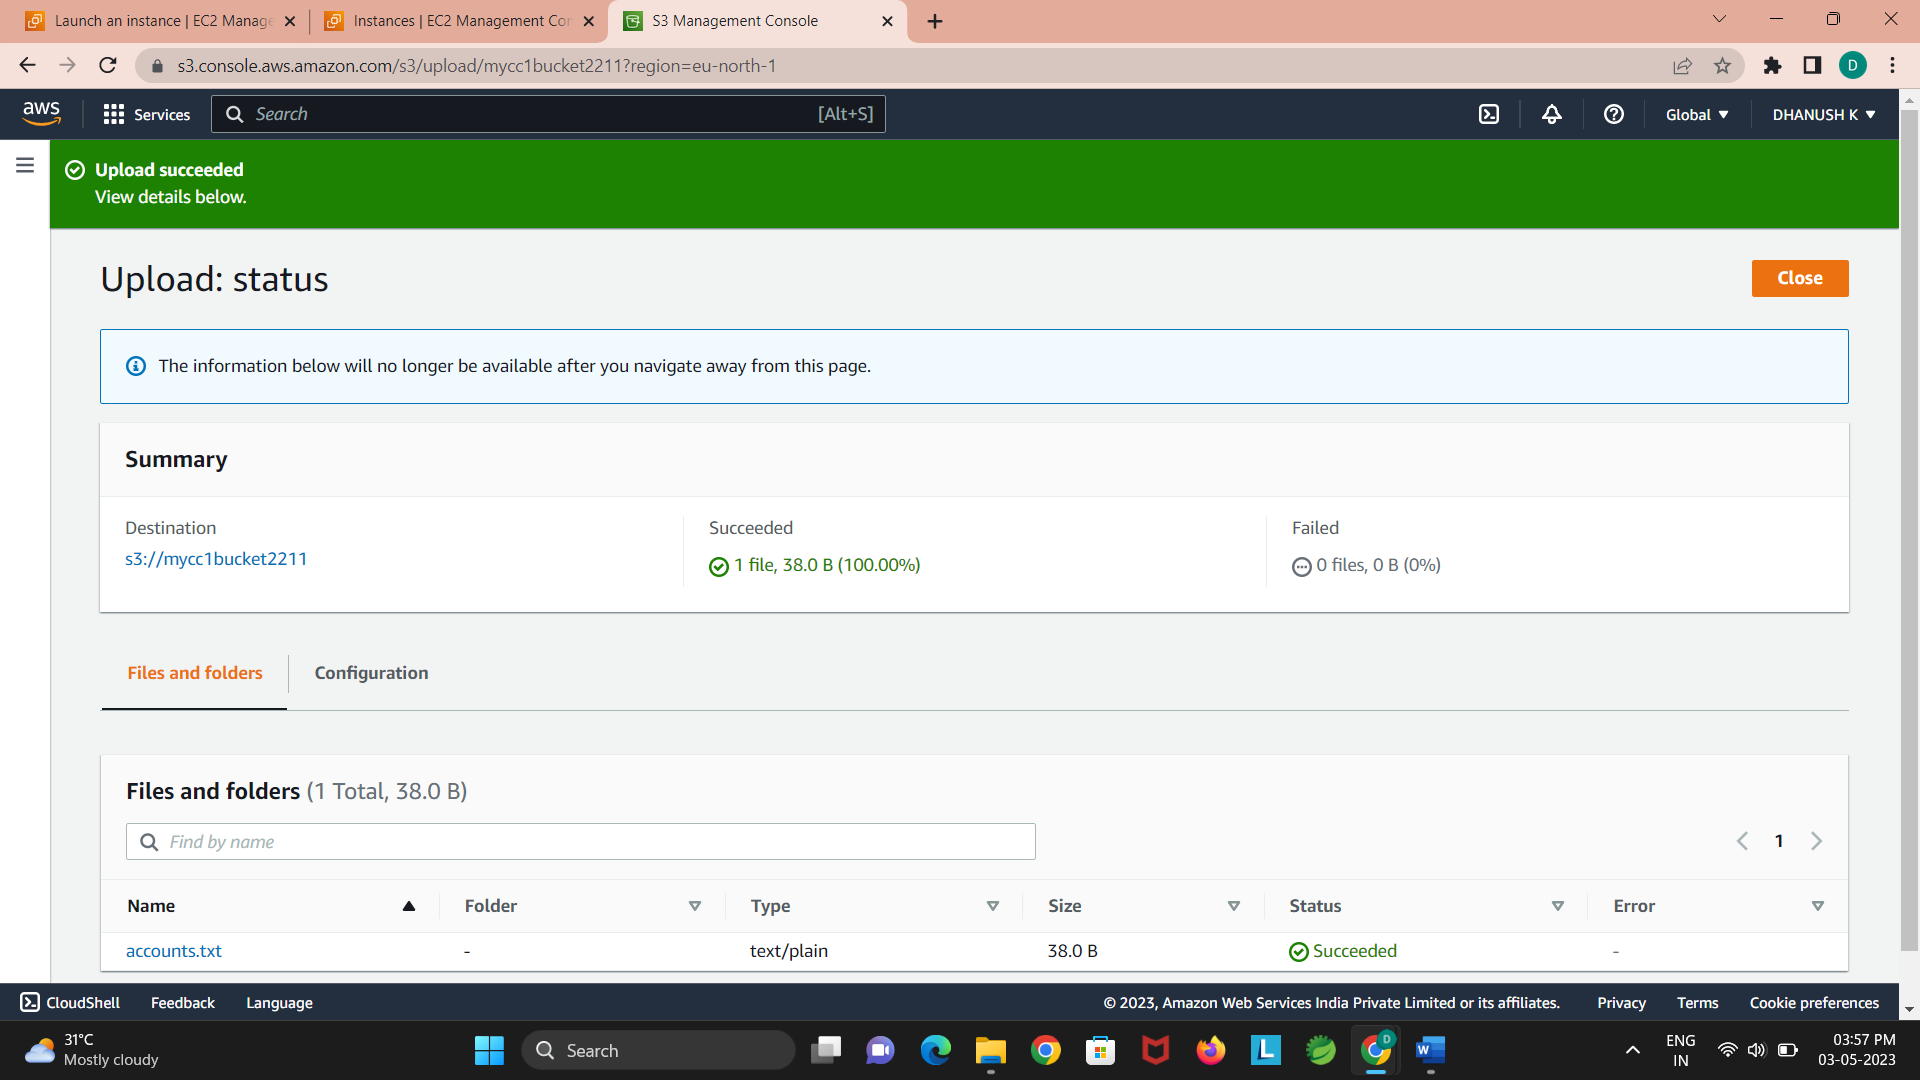 Launch an instance | EC2 Manage
Instances | EC2 Management Con
S3 Management Console
s3.console.aws.amazon.com/s3/upload/mycc1bucket2211?region=eu-north-1
D
aws
Services
Search
[Alt+S]
Global
DHANUSH K
Upload succeeded
View details below.
Upload: status
Close
The information below will no longer be available after you navigate away from this page.
Summary
Destination
s3://mycc1bucket2211
Succeeded
1 file, 38.0 B (100.00%)
Failed
0 files, 0 B (0%)
Files and folders
Configuration
Files and folders (1 Total, 38.0 B)
Find by name
1
Name
Folder
Type
Size
Status
Error
accounts.txt
-
text/plain
38.0 B
Succeeded
-
CloudShell
Feedback
Language
© 2023, Amazon Web Services India Private Limited or its affiliates.
Privacy
Terms
Cookie preferences
31°C
Mostly cloudy
Search
L
D
W
ENG
IN
03:57 PM
03-05-2023